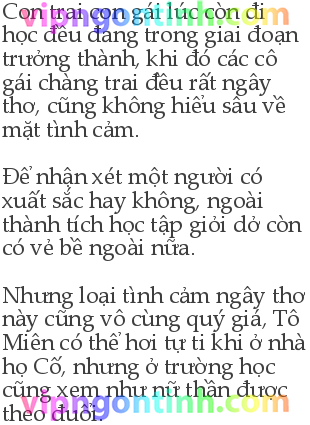 Con trai con gái lúc còn đi
học đều đang trong giai đoạn
trưởng thành, khi đó các cô
gái chàng trai đều rất ngây
thơ, cũng không hiểu sâu về
mặt tình cảm.
Để nhận xét một người có
xuất sắc hay không, ngoài
thành tích học tập giỏi dở còn
có vẻ bề ngoài nữa.
Nhưng loại tình cảm ngây thơ
này cũng vô cùng quý giá, Tô
Miên có thể hơi tự ti khi ở nhà
họ Cố, nhưng ở trường học
cũng xem như nữ thần được
theo đuổi.
vipngontinh.com
vipngontinh.com